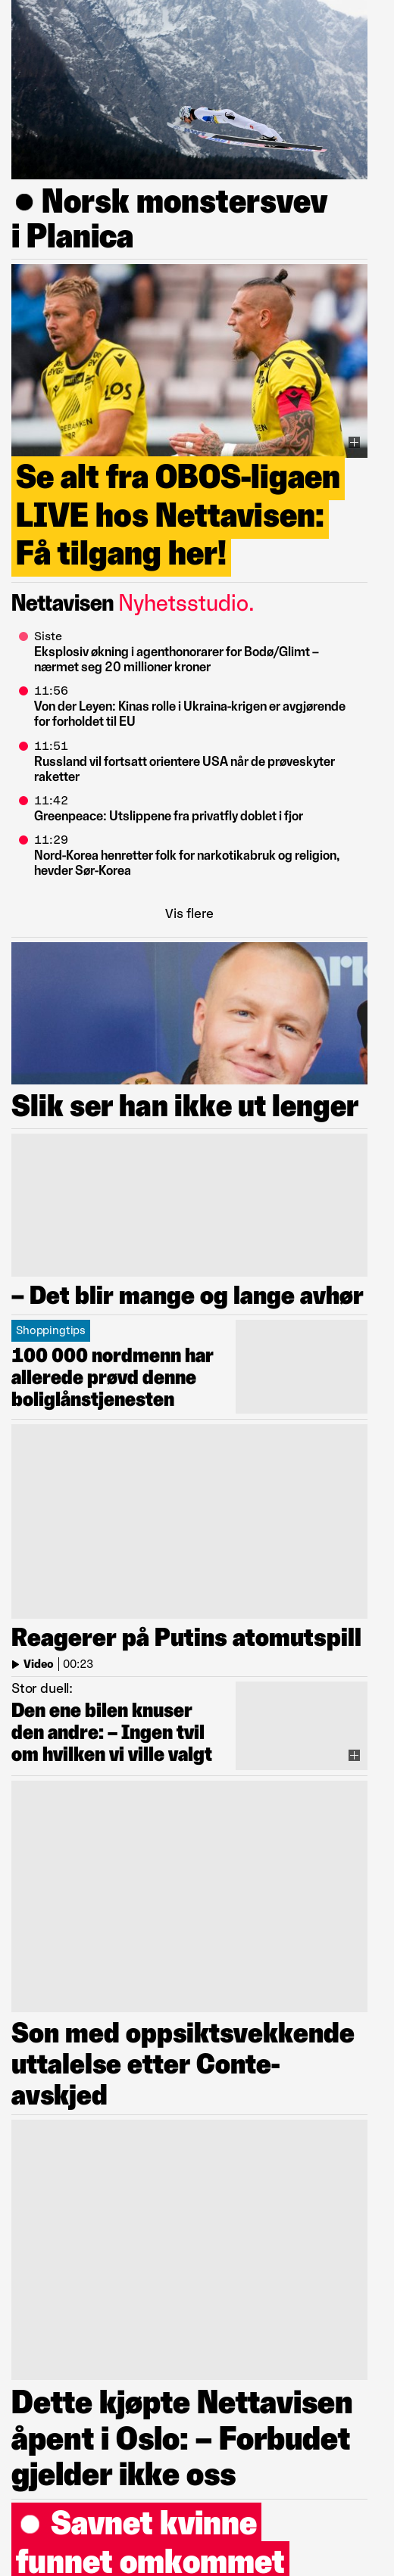 ● Norsk monstersvev
i Planica
LOS
Se alt fra OBOS-ligaen
LIVE hos Nettavisen:
Få tilgang her!
Nettavisen Nyhetsstudio.
Siste
Eksplosiv økning i agenthonorarer for Bodø/Glimt –
nærmet seg 20 millioner kroner
11:56
Von der Leyen: Kinas rolle i Ukraina-krigen er avgjørende
for forholdet til EU
11:51
Russland vil fortsatt orientere USA når de prøveskyter
raketter
11:42
Greenpeace: Utslippene fra privatfly doblet i fjor
11:29
Nord-Korea henretter folk for narkotikabruk og religion,
hevder Sør-Korea
Vis flere
Slik ser han ikke ut lenger
– Det blir mange og lange avhør
Shoppingtips
100 000 nordmenn har
allerede prøvd denne
boliglånstjenesten
Reagerer på Putins atomutspill
Video | 00:23
Stor duell:
Den ene bilen knuser
den andre: – Ingen tvil
om hvilken vi ville valgt
Son med oppsiktsvekkende
uttalelse etter Conte-
avskjed
Dette kjøpte Nettavisen
åpent i Oslo: – Forbudet
gjelder ikke oss
● Savnet kvinne
funnet omkommet